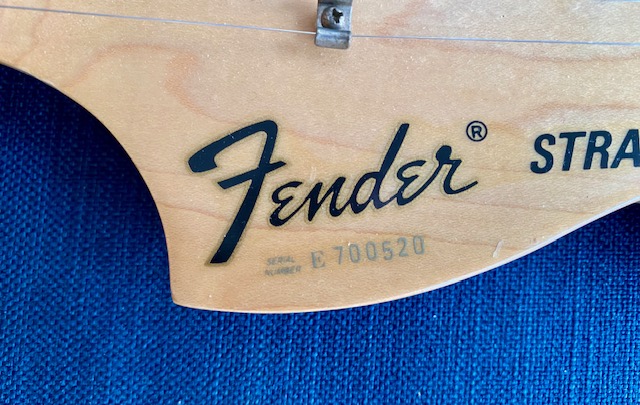 Fender®
STRA
SERIAL
NUMBER E 700520